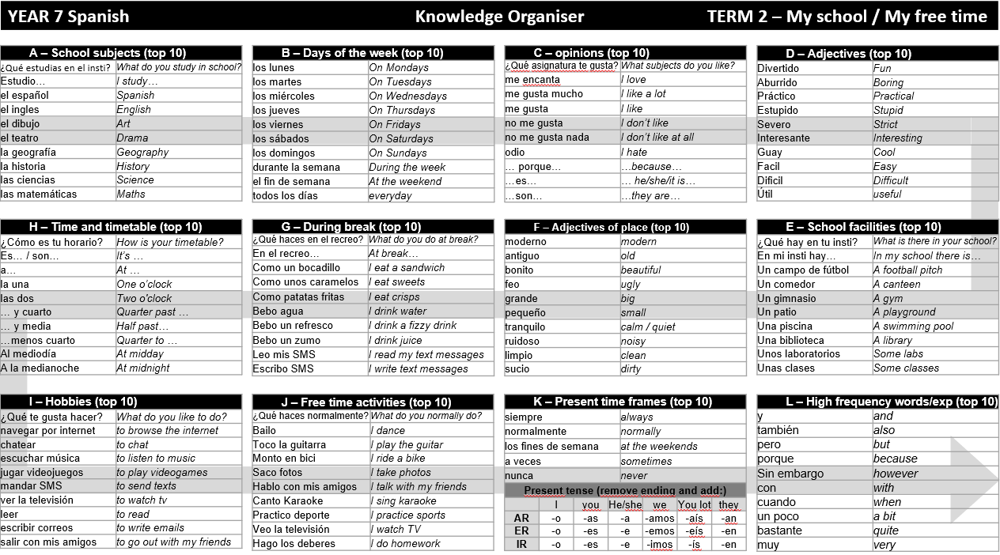 YEAR 7 Spanish Knowledge Organiser TERM 2 – My school / My free time
A – School subjects (top 10)
¿Qué estudias en el insti? What do you study in school?
Estudio… I study…
el español Spanish
el ingles English
el dibujo Art
el teatro Drama
la geografía Geography
la historia History
las ciencias Science
las matemáticas Maths
B – Days of the week (top 10)
los lunes On Mondays
los martes On Tuesdays
los miércoles On Wednesdays
los jueves On Thursdays
los viernes On Fridays
los sábados On Saturdays
los domingos On Sundays
durante la semana During the week
el fin de semana At the weekend
todos los días everyday
C – opinions (top 10)
¿Qué asignatura te gusta? What subjects do you like?
me encanta I love
me gusta mucho I like a lot
me gusta I like
no me gusta I don't like
no me gusta nada I don't like at all
odio I hate
… porque… …because…
…es… … he/she/it is…
…son… …they are…
D – Adjectives (top 10)
Divertido Fun
Aburrido Boring
Práctico Practical
Estupido Stupid
Severo Strict
Interesante Interesting
Guay Cool
Facil Easy
Dificil Difficult
Útil useful
H – Time and timetable (top 10)
¿Cómo es tu horario? How is your timetable?
Es… / son… It's …
a… At …
la una One o'clock
las dos Two o'clock
… y cuarto Quarter past …
… y media Half past…
…menos cuarto Quarter to …
Al mediodía At midday
A la medianoche At midnight
G – During break (top 10)
¿Qué haces en el recreo? What do you do at break?
En el recreo… At break…
Como un bocadillo I eat a sandwich
Como unos caramelos I eat sweets
Como patatas fritas I eat crisps
Bebo agua I drink water
Bebo un refresco I drink a fizzy drink
Bebo un zumo I drink juice
Leo mis SMS I read my text messages
Escribo SMS I write text messages
F – Adjectives of place (top 10)
moderno modern
antiguo old
bonito beautiful
feo ugly
grande big
pequeño small
tranquilo calm / quiet
ruidoso noisy
limpio clean
sucio dirty
E – School facilities (top 10)
¿Qué hay en tu insti? What is there in your school?
En mi insti hay… In my school there is…
Un campo de fútbol A football pitch
Un comedor A canteen
Un gimnasio A gym
Un patio A playground
Una piscina A swimming pool
Una biblioteca A library
Unos laboratorios Some labs
Unas clases Some classes
I – Hobbies (top 10)
¿Qué te gusta hacer? What do you like to do?
navegar por internet to browse the internet
chatear to chat
escuchar música to listen to music
jugar videojuegos to play videogames
mandar SMS to send texts
ver la televisión to watch tv
leer to read
escribir correos to write emails
salir con mis amigos to go out with my friends
J – Free time activities (top 10)
¿Qué haces normalmente? What do you normally do?
Bailo I dance
Toco la guitarra I play the guitar
Monto en bici I ride a bike
Saco fotos I take photos
Hablo con mis amigos I talk with my friends
Canto Karaoke I sing karaoke
Practico deporte I practice sports
Veo la televisión I watch TV
Hago los deberes I do homework
K – Present time frames (top 10)
siempre always
normalmente normally
los fines de semana at the weekends
a veces sometimes
nunca never
Present tense (remove ending and add:)
I you He/she we You lot they
AR -o -as -a -amos -aís -an
ER -o -es -e -emos -eís -en
IR -o -es -e -imos -ís -en
L – High frequency words/exp (top 10)
y and
también also
pero but
porque because
Sin embargo however
con with
cuando when
un poco a bit
bastante quite
muy very